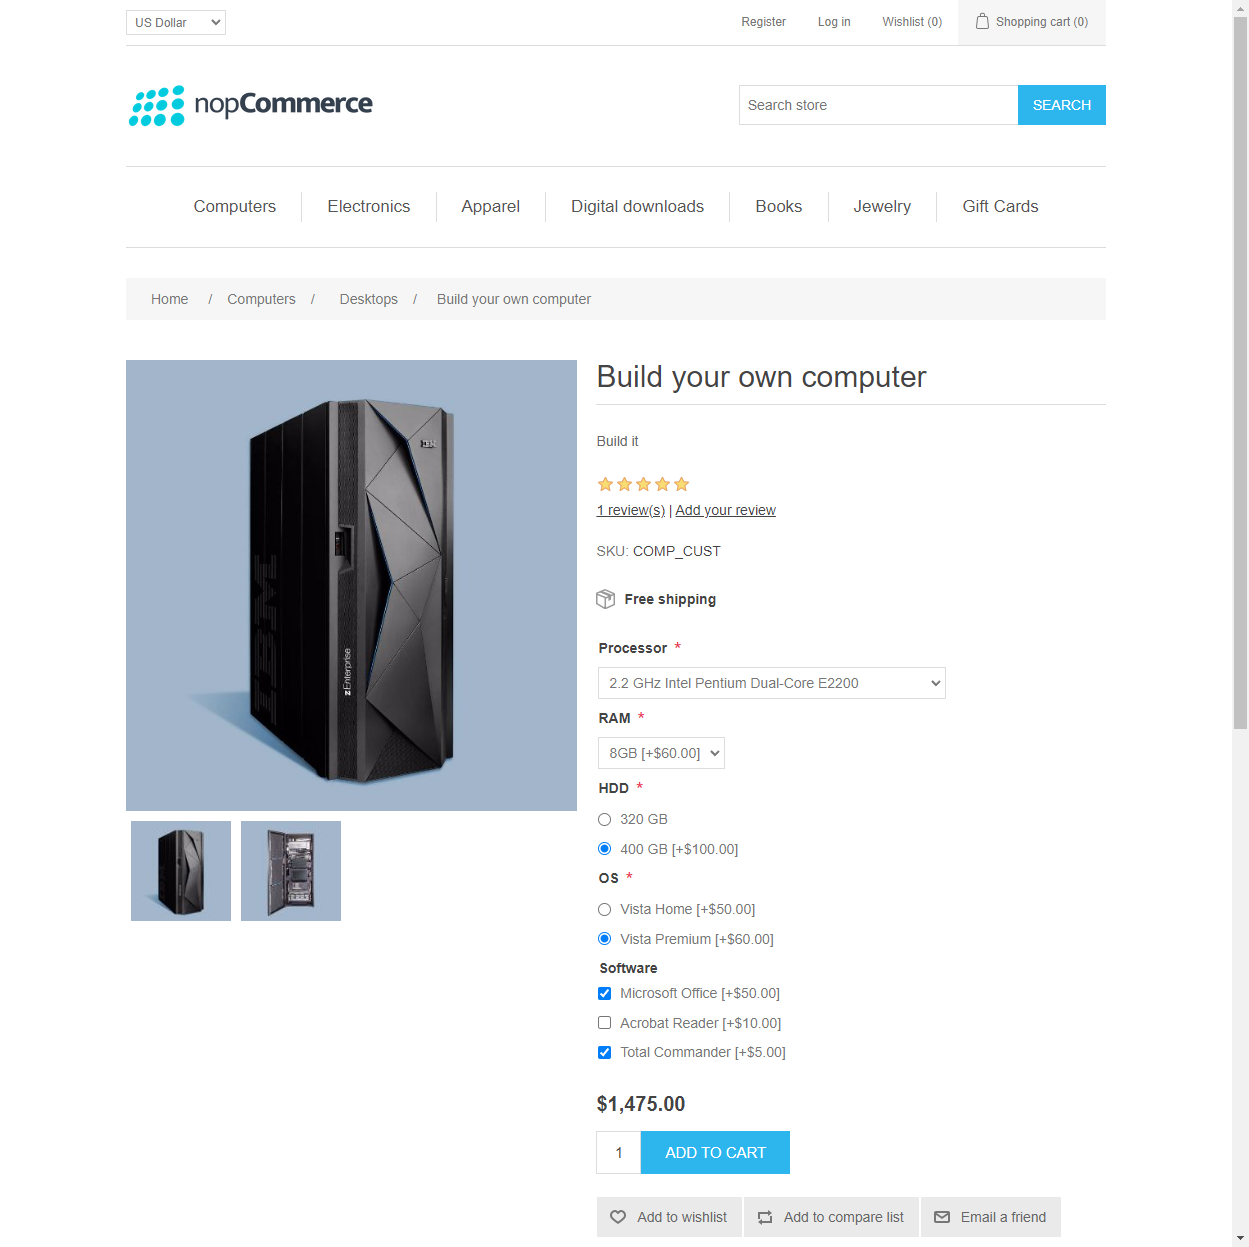 US Dollar
Register
Log in
Wishlist (0)
Shopping cart (0)
nopCommerce
Search store
SEARCH
Computers
Electronics
Apparel
Digital downloads
Books
Jewelry
Gift Cards
Home / Computers / Desktops / Build your own computer
IBM
IBM
z Enterprise
Build your own computer
Build it
1 review(s) | Add your review
SKU: COMP_CUST
Free shipping
Processor *
2.2 GHz Intel Pentium Dual-Core E2200
RAM *
8GB [+$60.00]
HDD *
320 GB
400 GB [+$100.00]
OS *
Vista Home [+$50.00]
Vista Premium [+$60.00]
Software
Microsoft Office [+$50.00]
Acrobat Reader [+$10.00]
Total Commander [+$5.00]
$1,475.00
1
ADD TO CART
Add to wishlist
Add to compare list
Email a friend